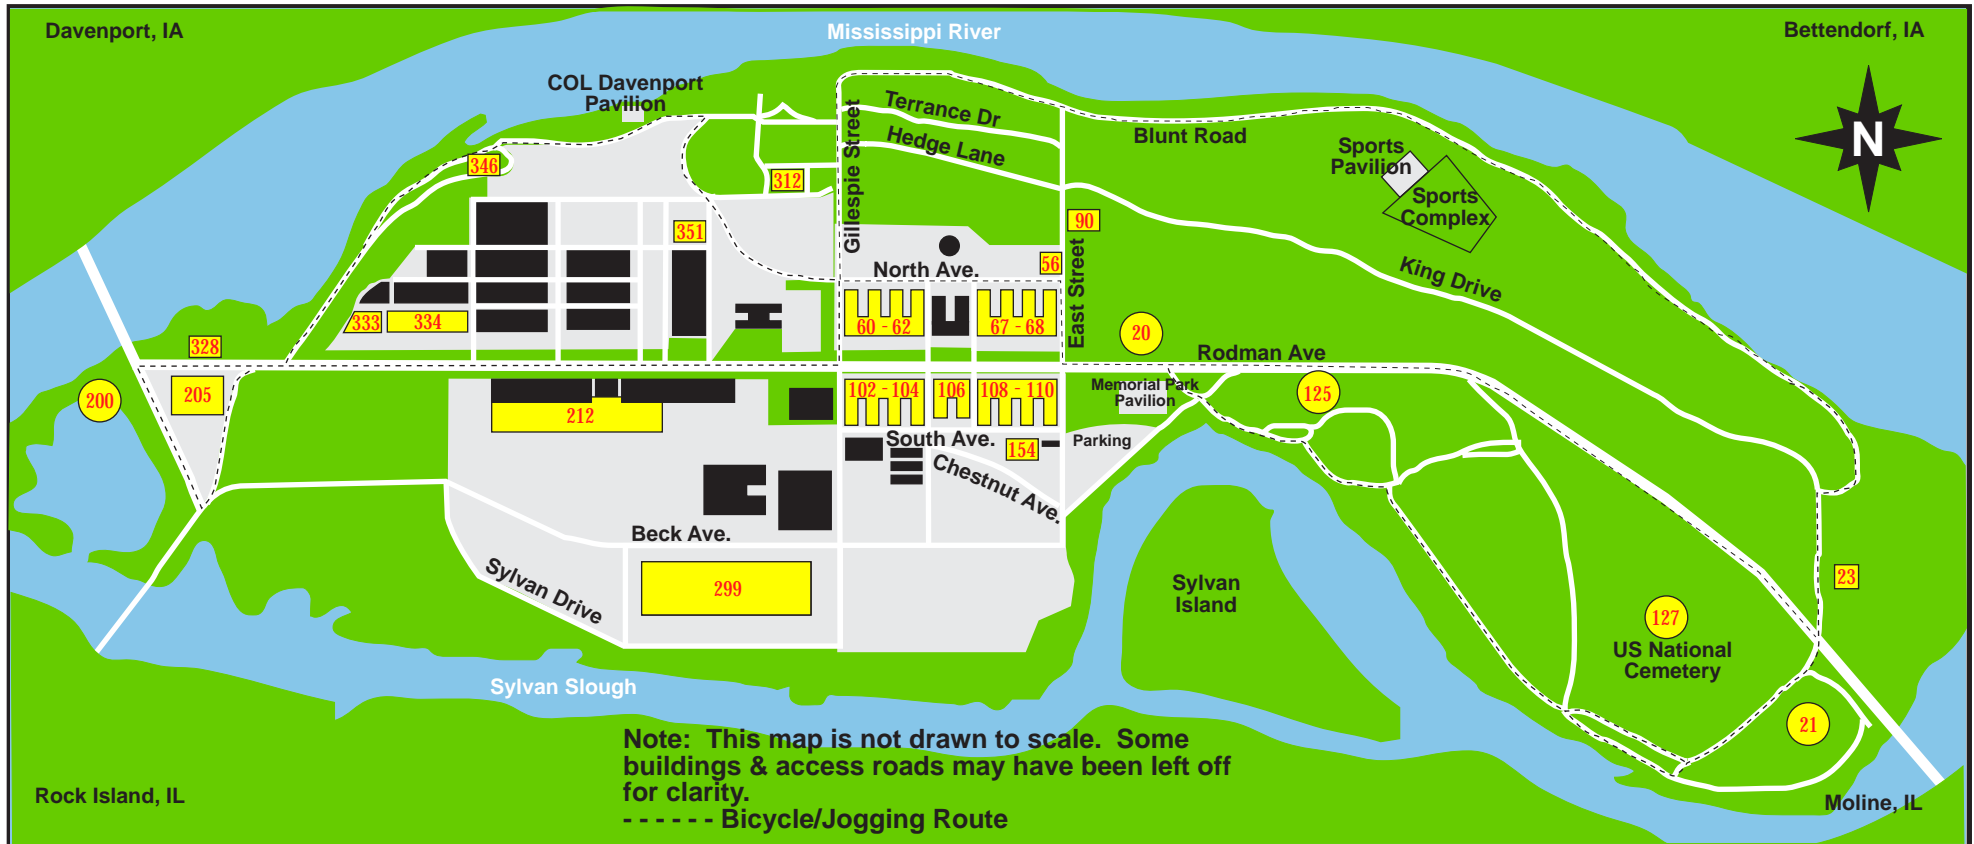 Davenport, IA
Mississippi River
Bettendorf, IA
COL Davenport
Pavilion
Terrance Dr
Hedge Lane
Gillespie Street
Blunt Road
Sports
Pavilion
Sports
Complex
N
346
312
351
90
56
East Street
North Ave.
King Drive
333
334
60 - 62
67 - 68
20
328
Rodman Ave
200
205
212
102 - 104
106
108 - 110
Memorial Park
Pavilion
125
South Ave.
154
Parking
Chestnut Ave.
Beck Ave.
Sylvan Drive
299
Sylvan
Island
23
127
US National
Cemetery
21
Sylvan Slough
Note: This map is not drawn to scale. Some
buildings & access roads may have been left off
for clarity.
- - - - - - Bicycle/Jogging Route
Rock Island, IL
Moline, IL